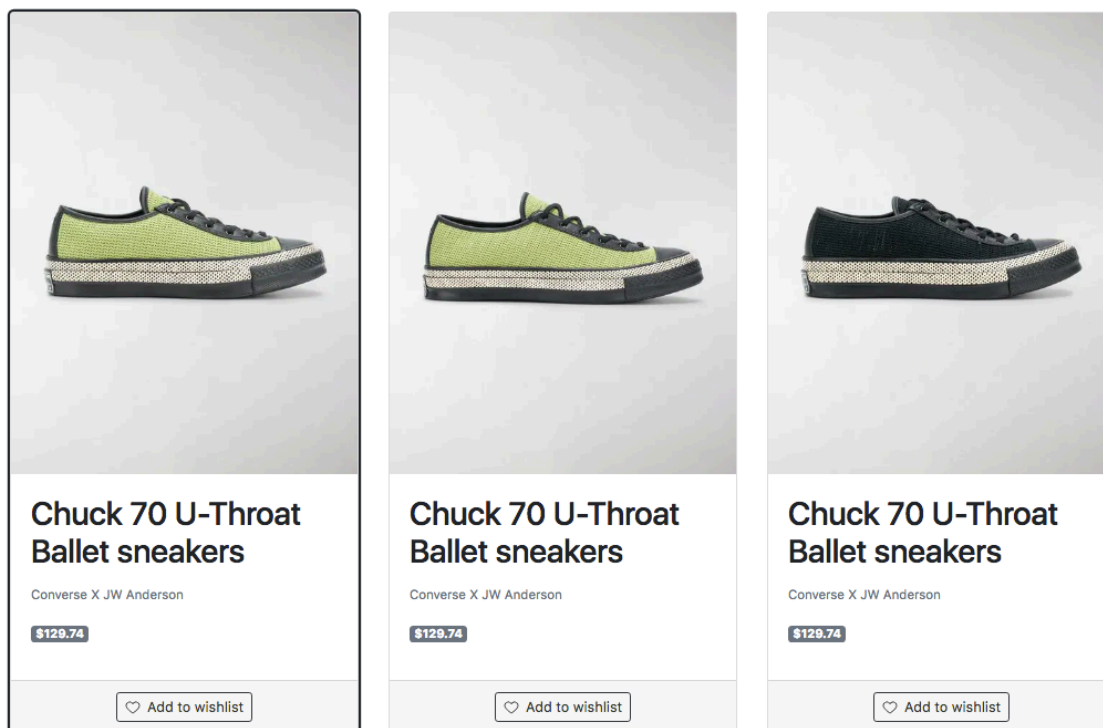 Chuck 70 U-Throat
Ballet sneakers
Converse X JW Anderson
$129.74
Add to wishlist
Chuck 70 U-Throat
Ballet sneakers
Converse X JW Anderson
$129.74
Add to wishlist
Chuck 70 U-Throat
Ballet sneakers
Converse X JW Anderson
$129.74
Add to wishlist